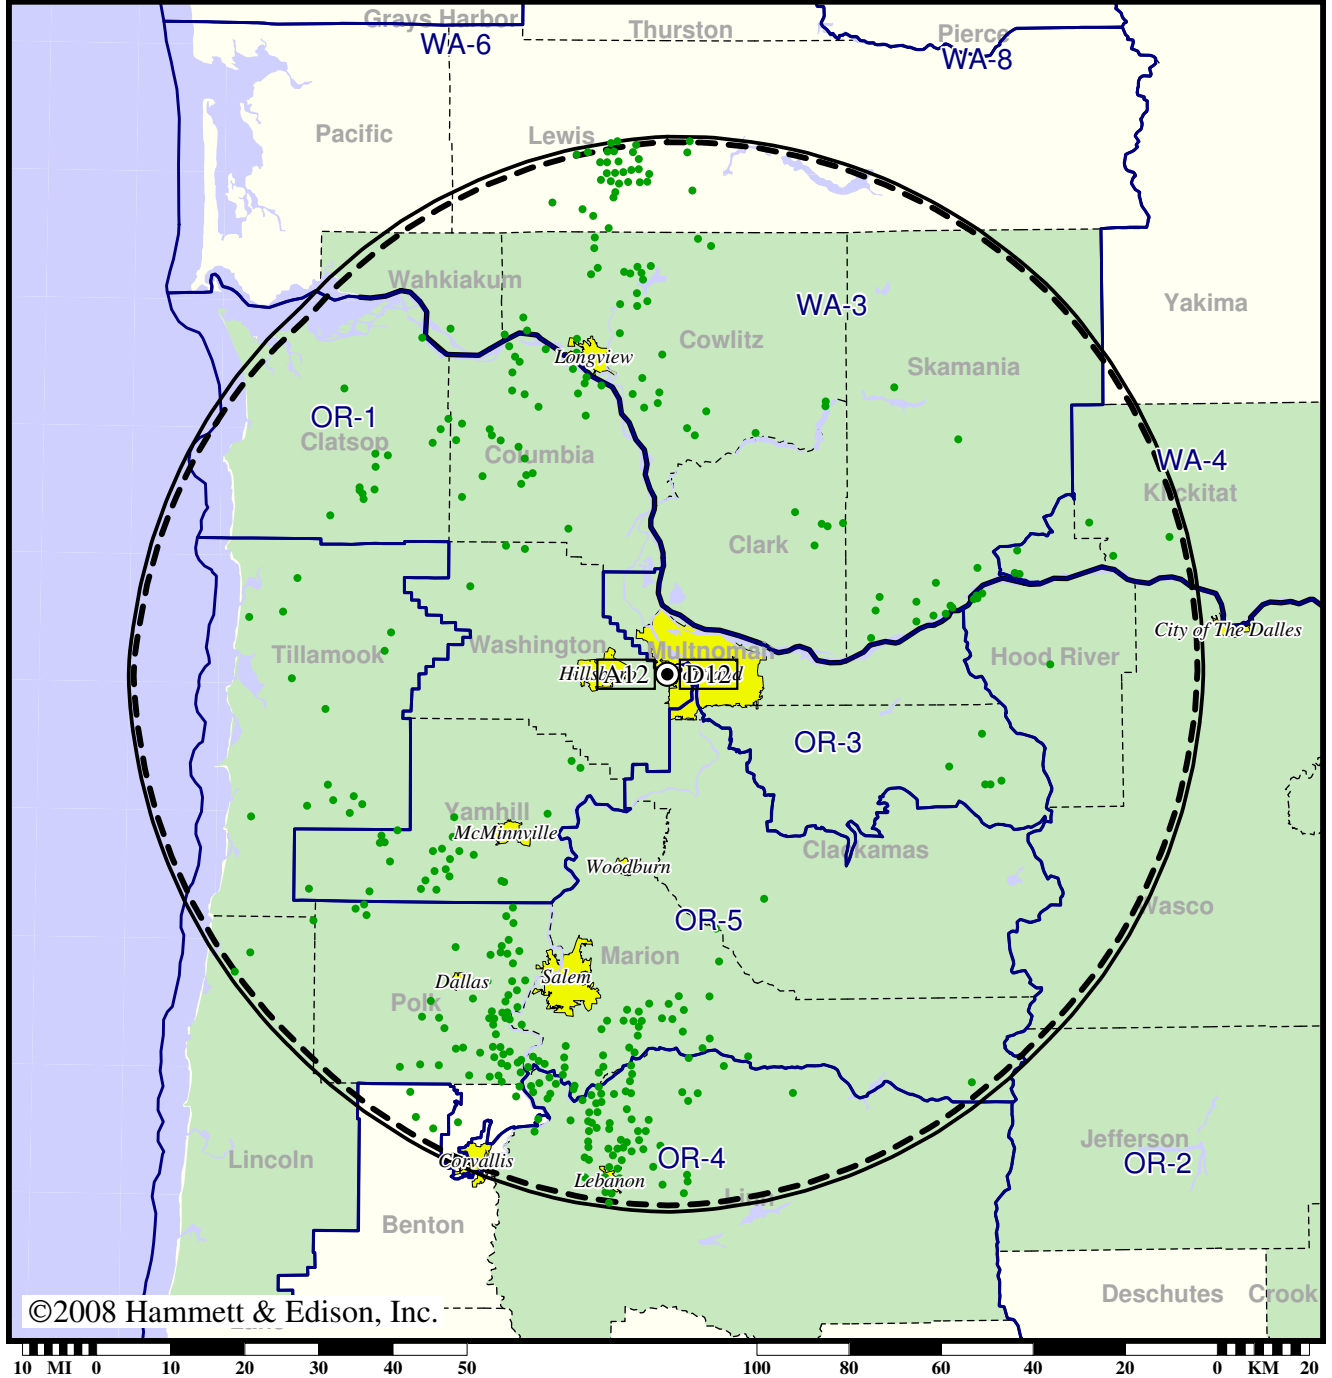 Grays Harbor
Thurston
Pierce
WA-6
WA-8
Pacific
Lewis
Wahkiakum
WA-3
Yakima
Cowlitz
Longview
Skamania
OR-1
Clatsop
Columbia
WA-4
Klickitat
Clark
City of The Dalles
Washington
Multnomah
Tillamook
Hood River
A12
D12
OR-3
Yamhill
McMinnville
Clackamas
Woodburn
Wasco
OR-5
Marion
Dallas
Salem
Polk
Jefferson
OR-2
Lincoln
Corvallis
OR-4
Lebanon
Linn
Benton
Deschutes
Crook
©2008 Hammett & Edison, Inc.
10 MI 0 10 20 30 40 50 100 80 60 40 20 0 KM 20